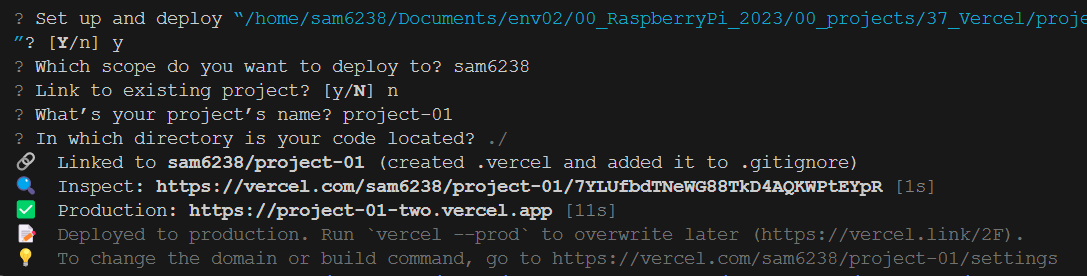 ? Set up and deploy “/home/sam6238/Documents/env02/00_RaspberryPi_2023/00_projects/37_Vercel/proje
”? [Y/n] y
? Which scope do you want to deploy to? sam6238
? Link to existing project? [y/N] n
? What’s your project’s name? project-01
? In which directory is your code located? ./
🔗 Linked to sam6238/project-01 (created .vercel and added it to .gitignore)
🔍 Inspect: https://vercel.com/sam6238/project-01/7YLUfbdTNeWG88TkD4AQKWPtEYpR [1s]
✅ Production: https://project-01-two.vercel.app [11s]
📝 Deployed to production. Run `vercel --prod` to overwrite later (https://vercel.link/2F).
💡 To change the domain or build command, go to https://vercel.com/sam6238/project-01/settings